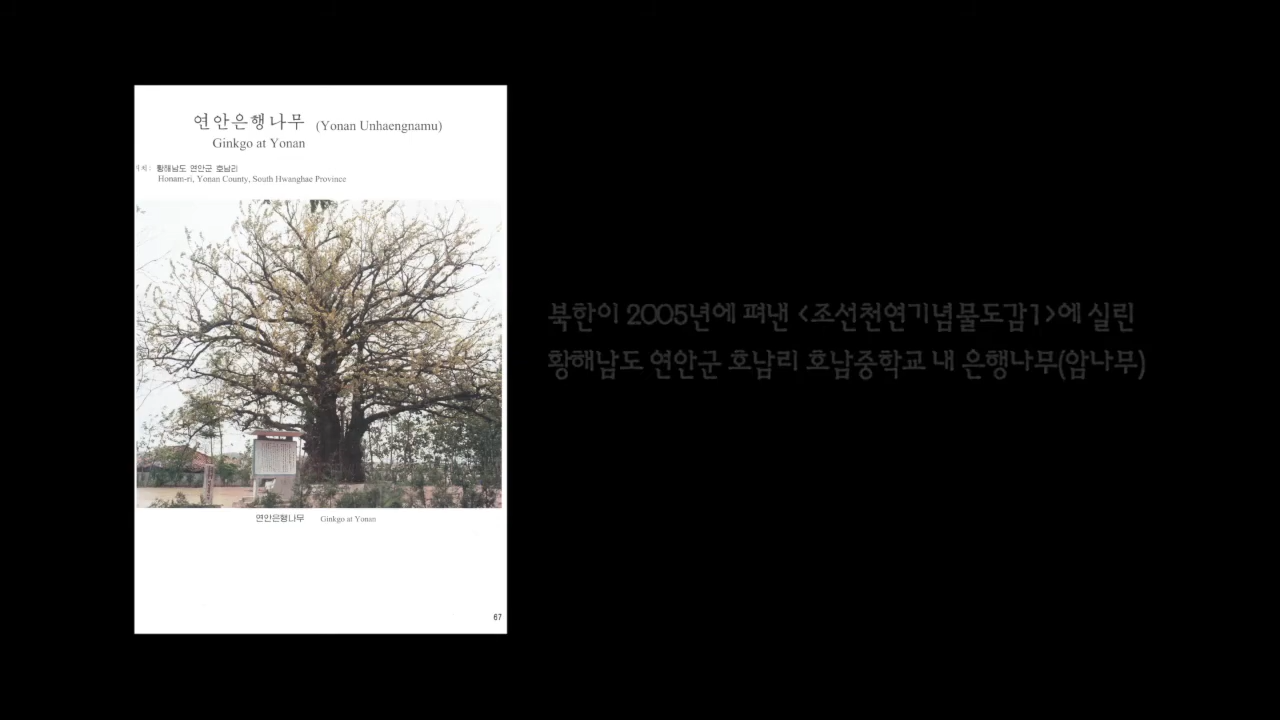 연안은행나무 (Yonan Unhaengnamu)
Ginkgo at Yonan
황해남도 연안군 호남리
Honam-ri, Yonan County, South Hwanghae Province
연안은행나무 Ginkgo at Yonan
67
북한이 2005년에 펴낸 <조선천연기념물도감1>에 실린
황해남도 연안군 호남리 호남중학교 내 은행나무(암나무)